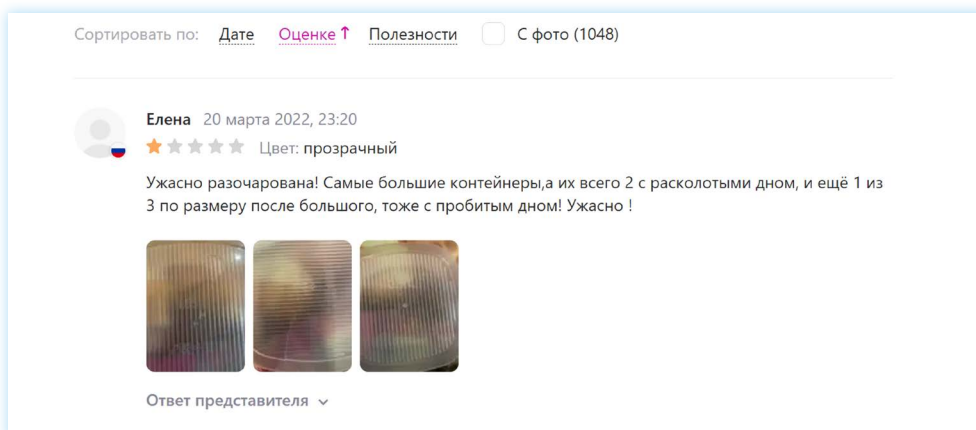 Сортировать по: Дате Оценке ↑ Полезности С фото (1048)
Елена 20 марта 2022, 23:20
Цвет: прозрачный
Ужасно разочарована! Самые большие контейнеры,а их всего 2 с расколотыми дном, и ещё 1 из
3 по размеру после большого, тоже с пробитым дном! Ужасно !
Ответ представителя